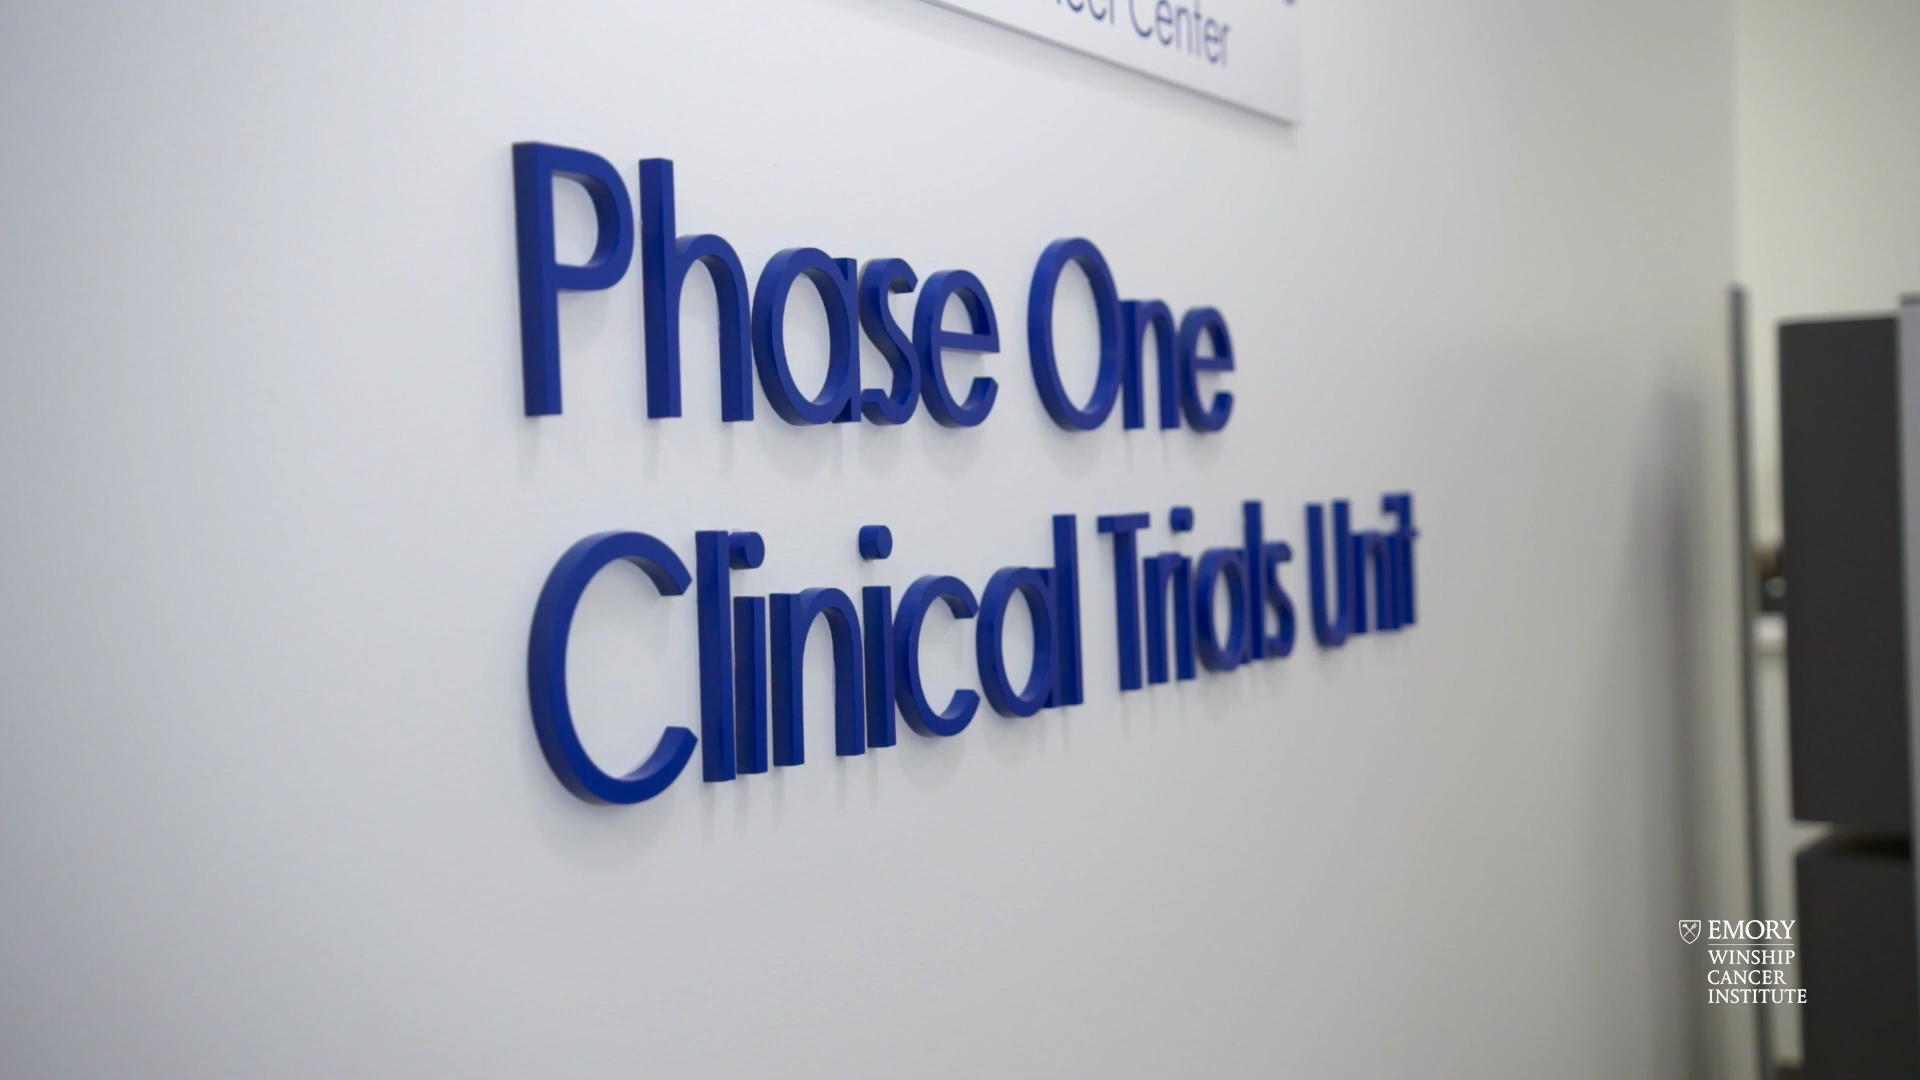 Center
Phase One
Clinical Trials Unit
EMORY
WINSHIP
CANCER
INSTITUTE